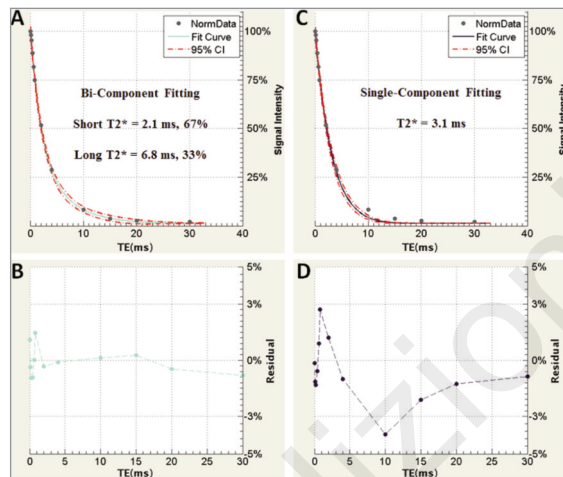 A
NormData
Fit Curve
95% CI
Bi-Component Fitting
Short T2* = 2.1 ms, 67%
Long T2* = 6.8 ms, 33%
100%
75%
50%
25%
Signal Intensity
0 10 20 30 40
TE(ms)
C
NormData
Fit Curve
95% CI
Single-Component Fitting
T2* = 3.1 ms
100%
75%
50%
25%
Signal Intensity
0 10 20 30 40
TE(ms)
B
5%
3%
0%
-3%
-5%
Residual
0 5 10 15 20 25 30
TE(ms)
D
5%
3%
0%
-3%
-5%
Residual
0 5 10 15 20 25 30
TE(ms)